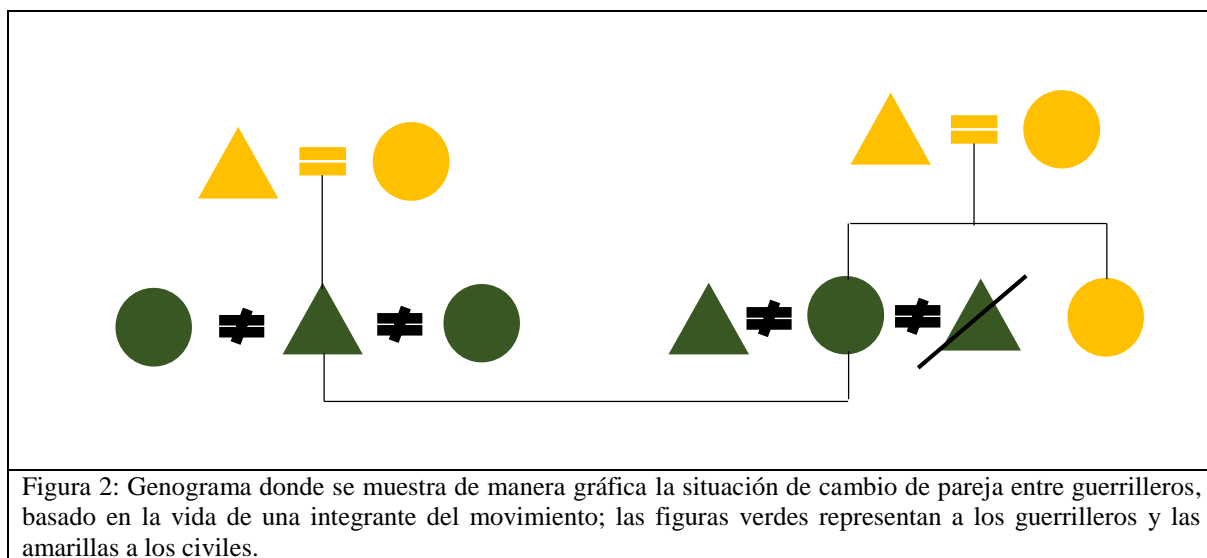 Figura 2: Genograma donde se muestra de manera gráfica la situación de cambio de pareja entre guerrilleros,
basado en la vida de una integrante del movimiento; las figuras verdes representan a los guerrilleros y las
amarillas a los civiles.